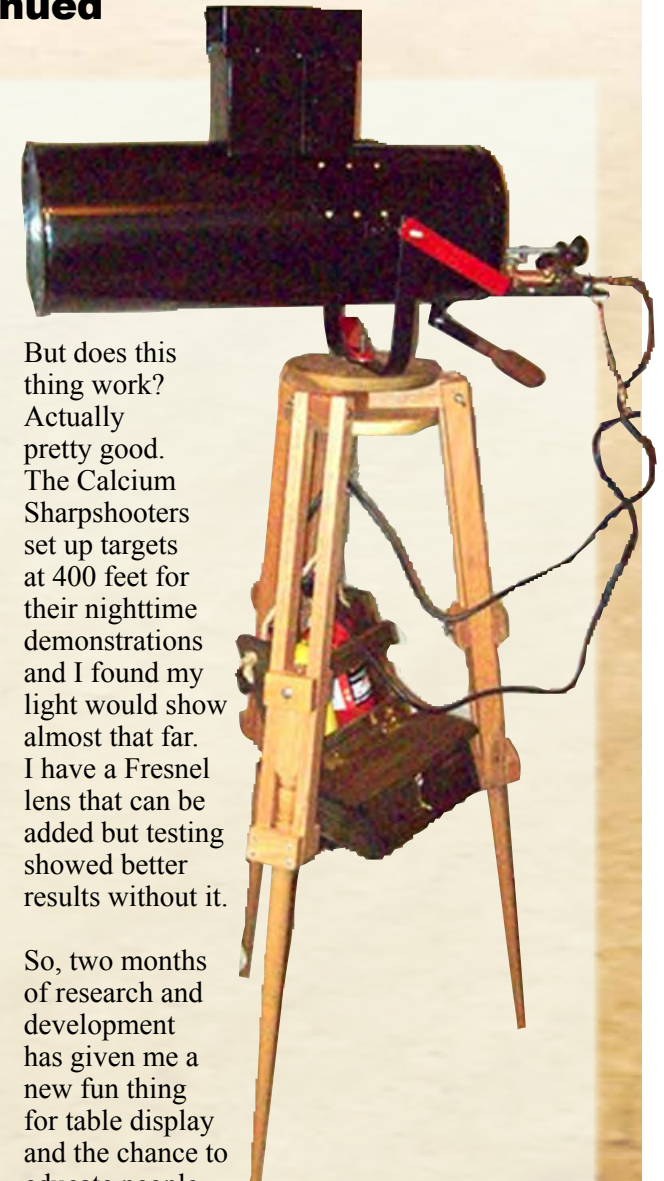 But does this
thing work?
Actually
pretty good.
The Calcium
Sharpshooters
set up targets
at 400 feet for
their nighttime
demonstrations
and I found my
light would show
almost that far.
I have a Fresnel
lens that can be
added but testing
showed better
results without it.
So, two months
of research and
development
has given me a
new fun thing
for table display
and the chance to